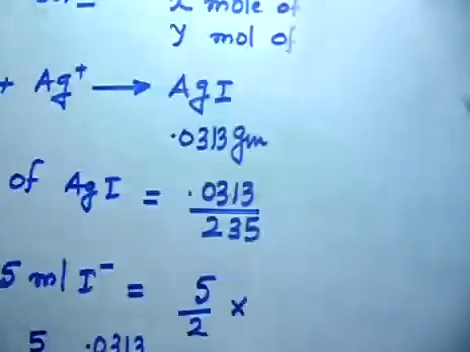 X mole of
Y mol of
+ Ag⁺ ⟶ AgI
.0313 gm
of AgI = .0313/235
5 ml I⁻ = 5/2 ×
5 .0313